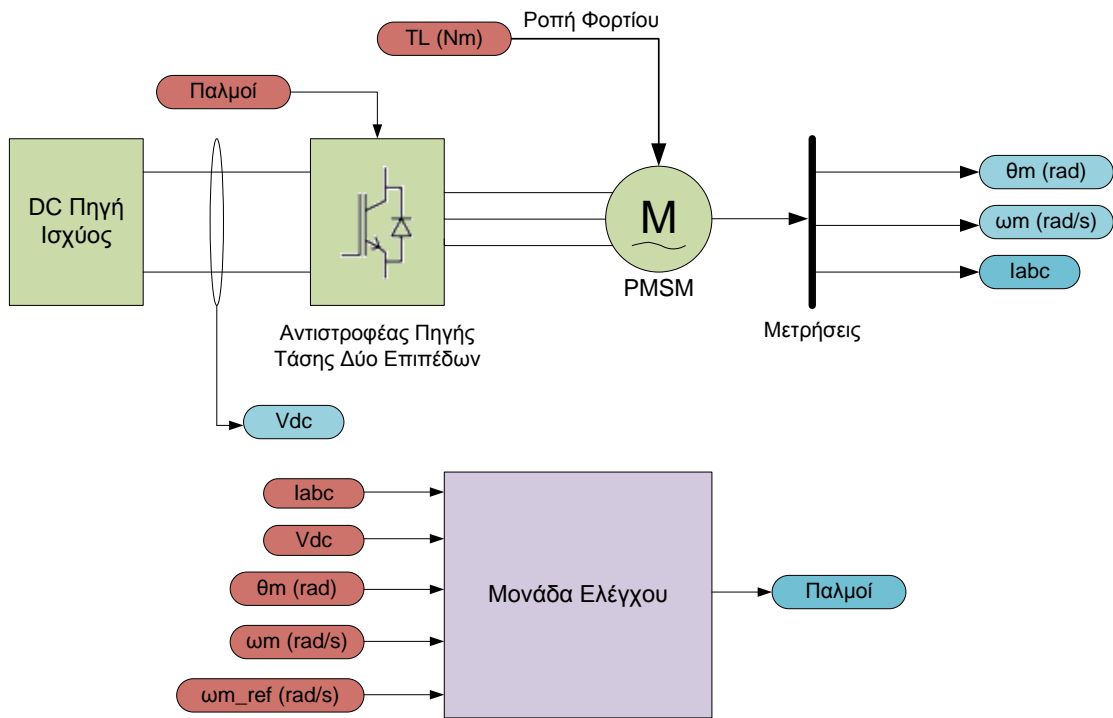 Ροπή Φορτίου
TL (Nm)
Παλμοί
DC Πηγή
Ισχύος
M
PMSM
θm (rad)
ωm (rad/s)
Iabc
Μετρήσεις
Αντιστροφέας Πηγής
Τάσης Δύο Επιπέδων
Vdc
Iabc
Vdc
θm (rad)
ωm (rad/s)
ωm_ref (rad/s)
Μονάδα Ελέγχου
Παλμοί